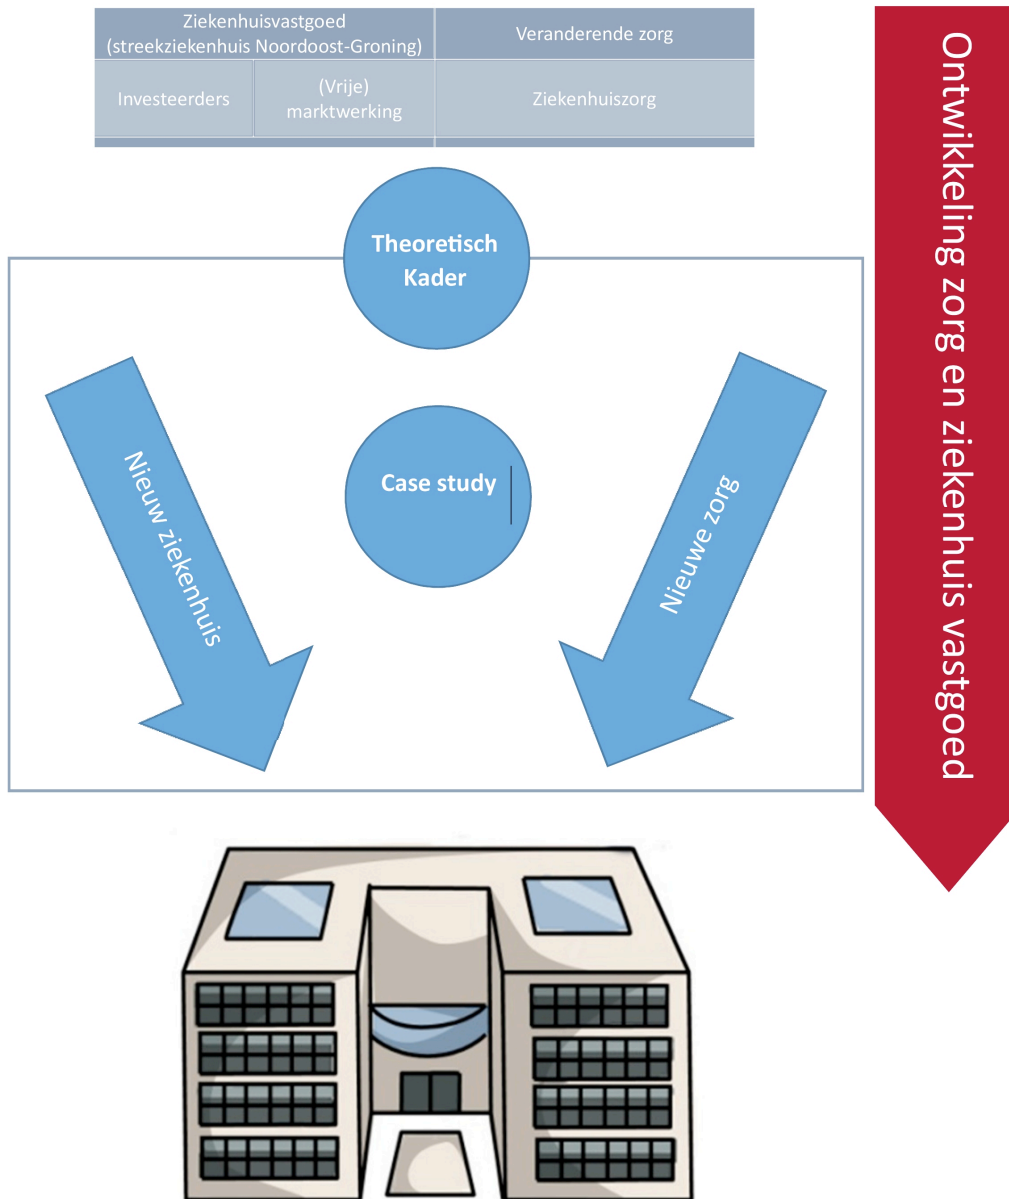 Ziekenhuisvastgoed
(streekziekenhuis Noordoost-Groning)
Veranderende zorg
Investeerders
(Vrije)
marktwerking
Ziekenhuiszorg
Theoretisch
Kader
Case study
Nieuw ziekenhuis
Nieuwe zorg
Ontwikkeling zorg en ziekenhuis vastgoed